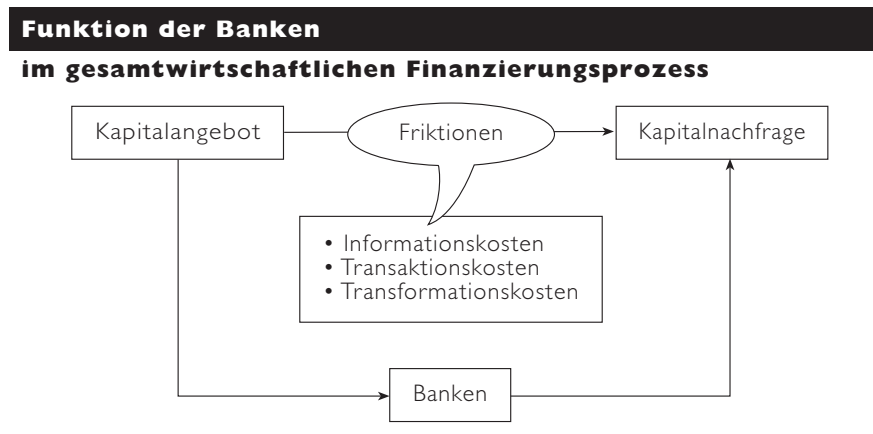 Funktion der Banken
im gesamtwirtschaftlichen Finanzierungsprozess
Kapitalangebot
Friktionen
Kapitalnachfrage
• Informationskosten
• Transaktionskosten
• Transformationskosten
Banken